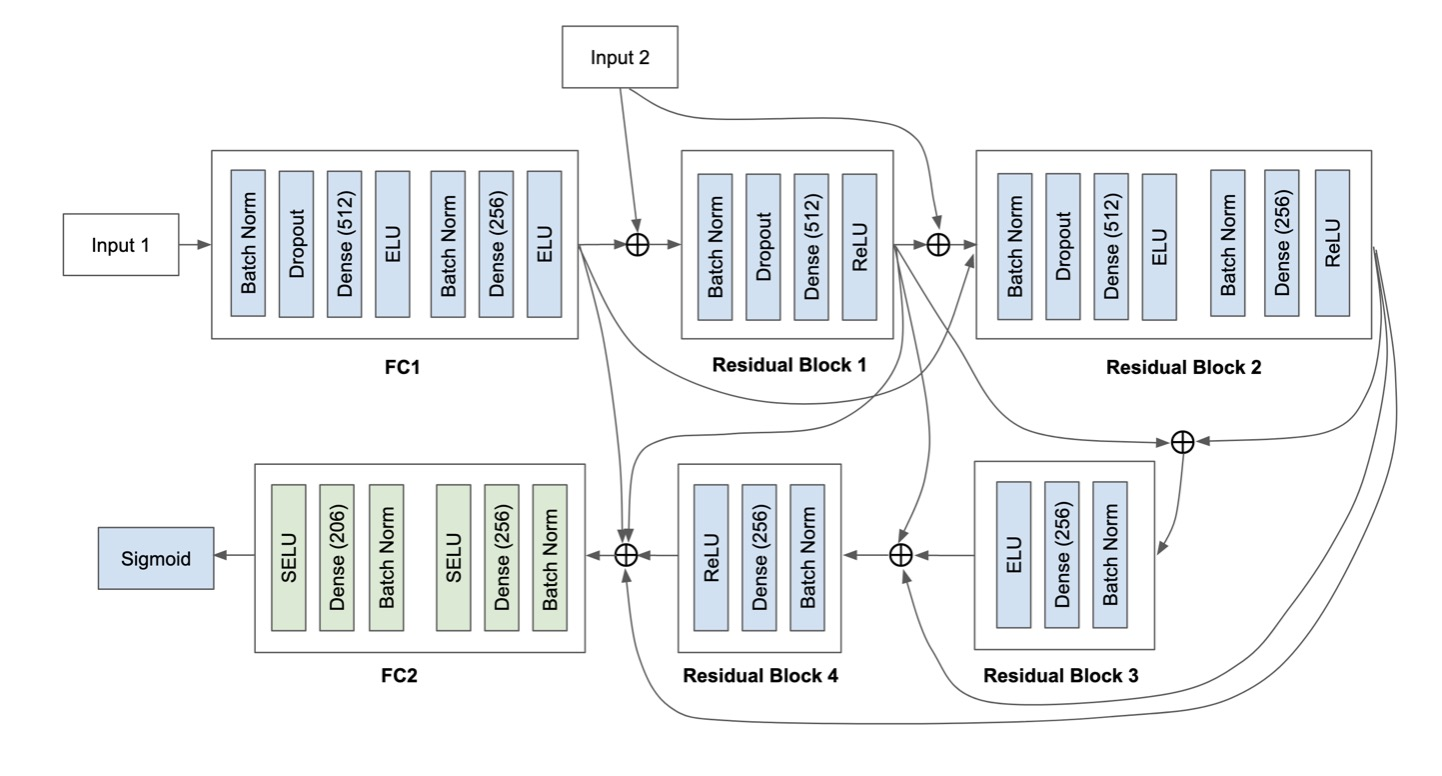 Input 2
Input 1
Batch Norm
Dropout
Dense (512)
ELU
Batch Norm
Dense (256)
ELU
FC1
Batch Norm
Dropout
Dense (512)
ReLU
Residual Block 1
Batch Norm
Dropout
Dense (512)
ELU
Batch Norm
Dense (256)
ReLU
Residual Block 2
Sigmoid
SELU
Dense (206)
Batch Norm
SELU
Dense (256)
Batch Norm
FC2
ReLU
Dense (256)
Batch Norm
Residual Block 4
ELU
Dense (256)
Batch Norm
Residual Block 3